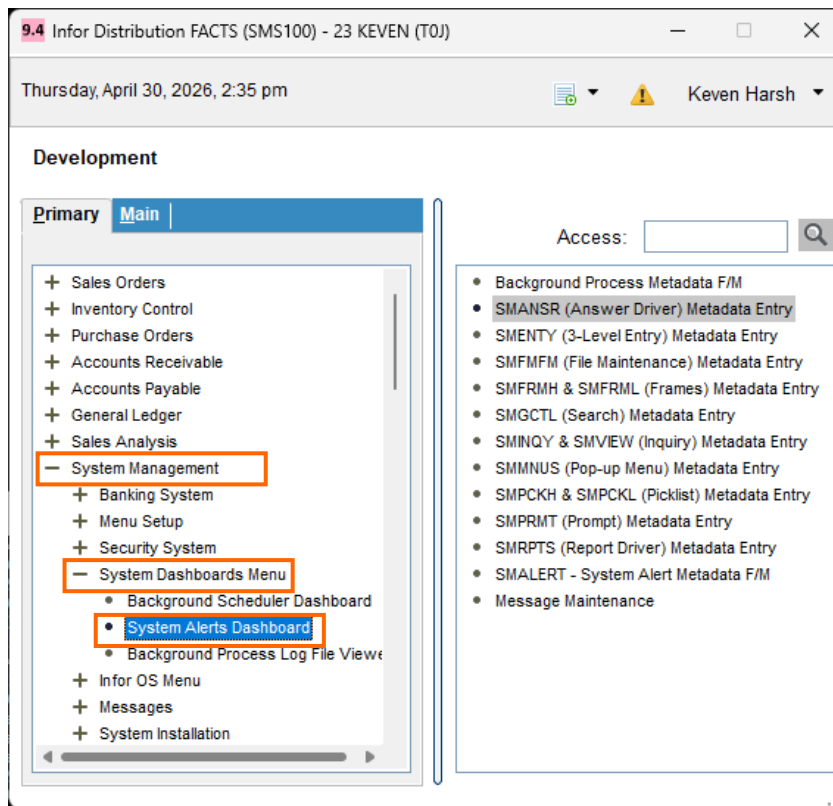 9.4 Infor Distribution FACTS (SMS100) - 23 KEVEN (T0J)
Thursday, April 30, 2026, 2:35 pm
Keven Harsh
Development
Primary Main
Access:
Sales Orders
Inventory Control
Purchase Orders
Accounts Receivable
Accounts Payable
General Ledger
Sales Analysis
System Management
Banking System
Menu Setup
Security System
System Dashboards Menu
Background Scheduler Dashboard
System Alerts Dashboard
Background Process Log File Viewe
Infor OS Menu
Messages
System Installation
Background Process Metadata F/M
SMANSR (Answer Driver) Metadata Entry
SMENTY (3-Level Entry) Metadata Entry
SMFMFM (File Maintenance) Metadata Entry
SMFRMH & SMFRML (Frames) Metadata Entry
SMGCTL (Search) Metadata Entry
SMINQY & SMVIEW (Inquiry) Metadata Entry
SMMNUS (Pop-up Menu) Metadata Entry
SMPCKH & SMPCKL (Picklist) Metadata Entry
SMPRMT (Prompt) Metadata Entry
SMRPTS (Report Driver) Metadata Entry
SMALERT - System Alert Metadata F/M
Message Maintenance